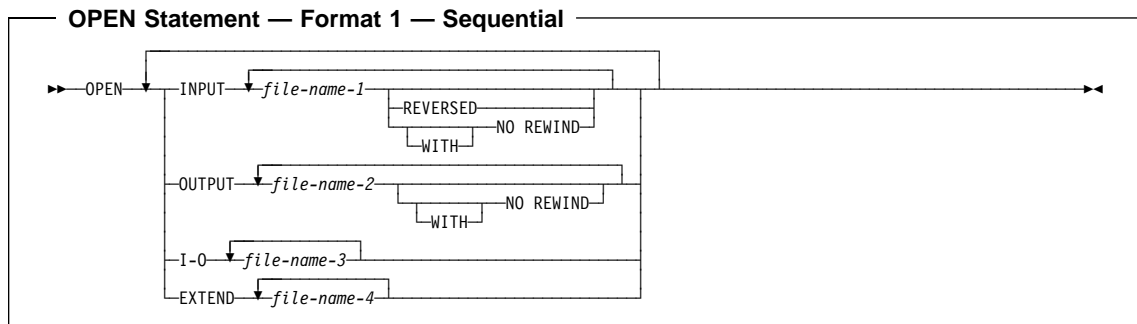 OPEN Statement — Format 1 — Sequential
OPEN INPUT file-name-1
REVERSED
NO REWIND
WITH
OUTPUT file-name-2
NO REWIND
WITH
I-O file-name-3
EXTEND file-name-4